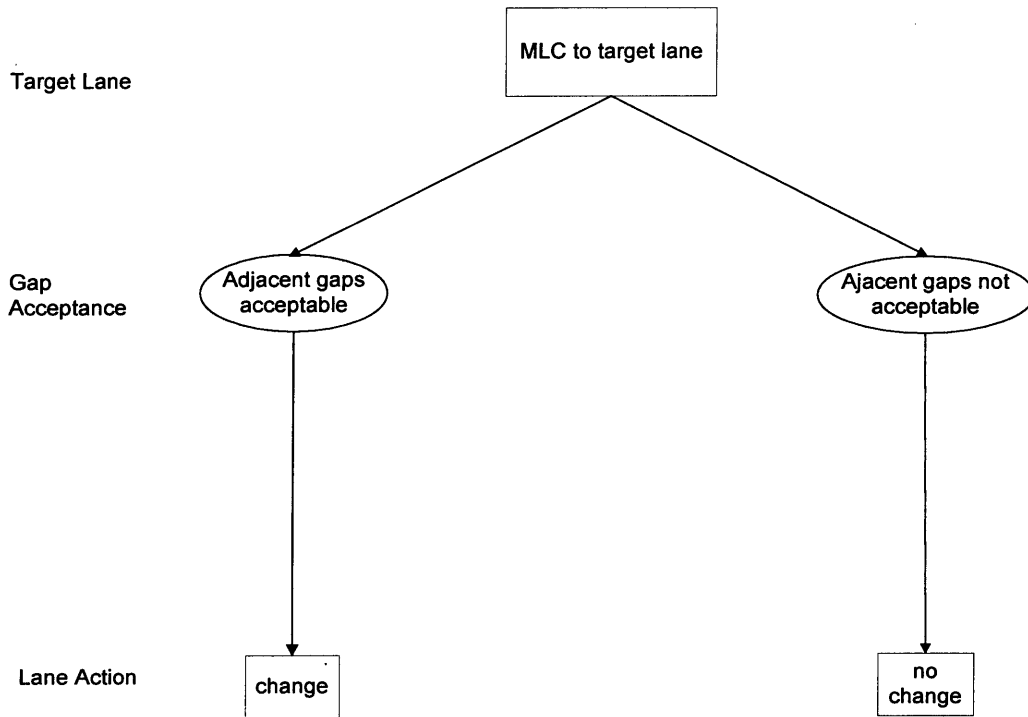 MLC to target lane
Target Lane
Adjacent gaps
acceptable
Ajacent gaps not
acceptable
Gap
Acceptance
Lane Action
change
no
change